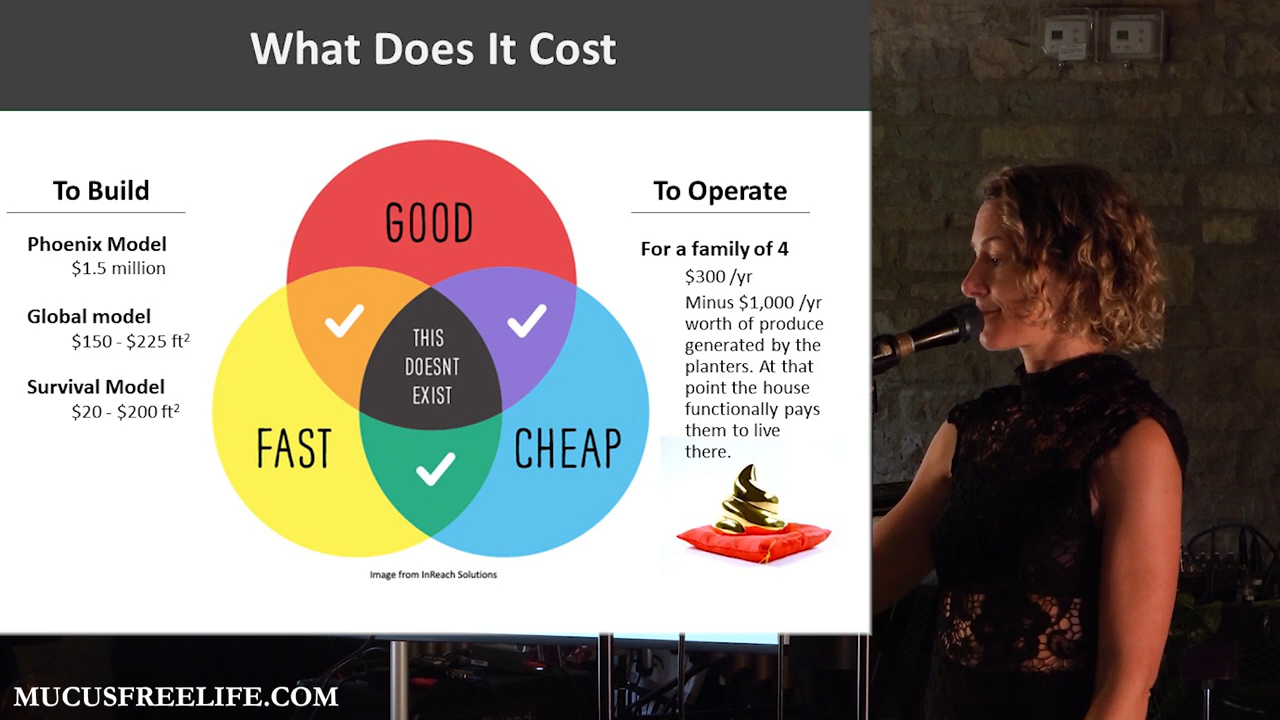 What Does It Cost
To Build
Phoenix Model
$1.5 million
Global model
$150 - $225 ft²
Survival Model
$20 - $200 ft²
GOOD
THIS
DOESNT
EXIST
FAST
CHEAP
Image from InReach Solutions
To Operate
For a family of 4
$300 /yr
Minus $1,000 /yr
worth of produce
generated by the
planters. At that
point the house
functionally pays
them to live
there.
MUCUSFREELIFE.COM